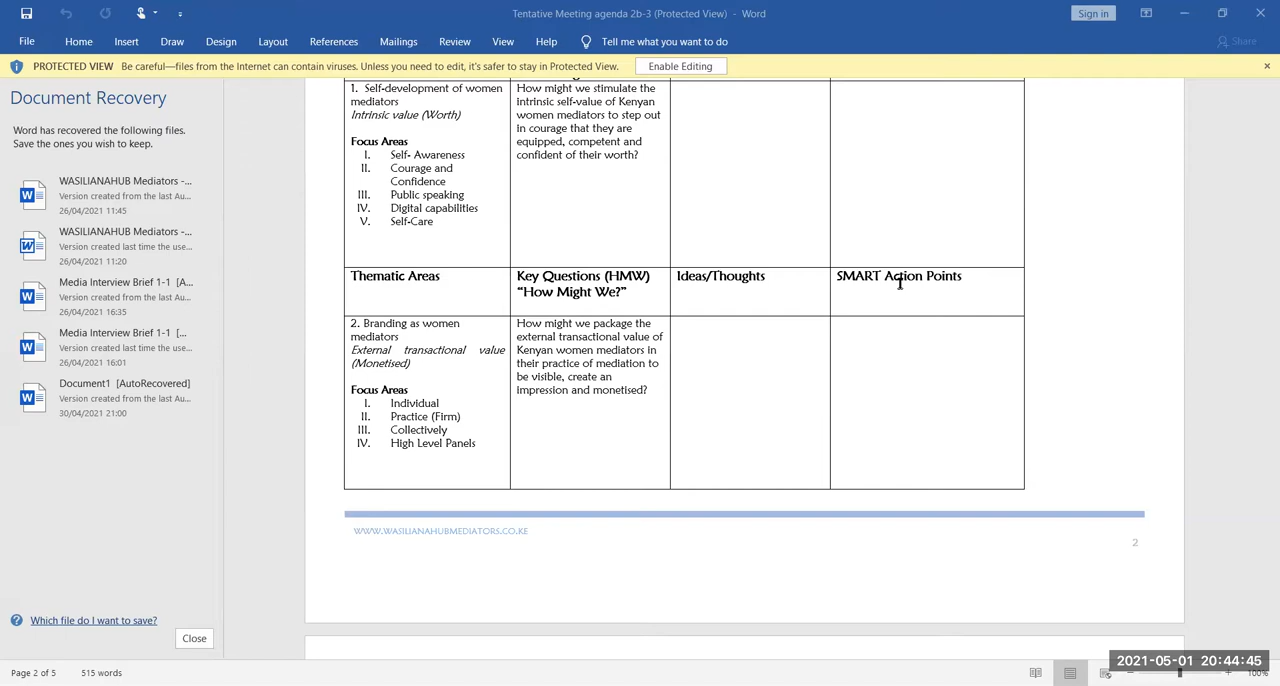 Tentative Meeting agenda 2b-3 (Protected View) - Word
Sign in
File Home Insert Draw Design Layout References Mailings Review View Help Tell me what you want to do Share
PROTECTED VIEW Be careful—files from the Internet can contain viruses. Unless you need to edit, it's safer to stay in Protected View. Enable Editing
Document Recovery
Word has recovered the following files.
Save the ones you wish to keep.
WASILIANAHUB Mediators -...
Version created from the last Au...
26/04/2021 11:45
WASILIANAHUB Mediators -...
Version created last time the use...
26/04/2021 11:20
Media Interview Brief 1-1 [A...
Version created from the last Au...
26/04/2021 16:35
Media Interview Brief 1-1 [...
Version created last time the use...
26/04/2021 16:01
Document1 [AutoRecovered]
Version created from the last Au...
30/04/2021 21:00
Which file do I want to save?
Close
1. Self-development of women
mediators
Intrinsic value (Worth)
Focus Areas
I. Self- Awareness
II. Courage and
Confidence
III. Public speaking
IV. Digital capabilities
V. Self-Care
How might we stimulate the
intrinsic self-value of Kenyan
women mediators to step out
in courage that they are
equipped, competent and
confident of their worth?
Thematic Areas
Key Questions (HMW)
"How Might We?"
Ideas/Thoughts
SMART Action Points
2. Branding as women
mediators
External transactional value
(Monetised)
Focus Areas
I. Individual
II. Practice (Firm)
III. Collectively
IV. High Level Panels
How might we package the
external transactional value of
Kenyan women mediators in
their practice of mediation to
be visible, create an
impression and monetised?
WWW.WASILIANAHUBMEDIATORS.CO.KE
2
Page 2 of 5 515 words
2021-05-01 20:44:45
100%